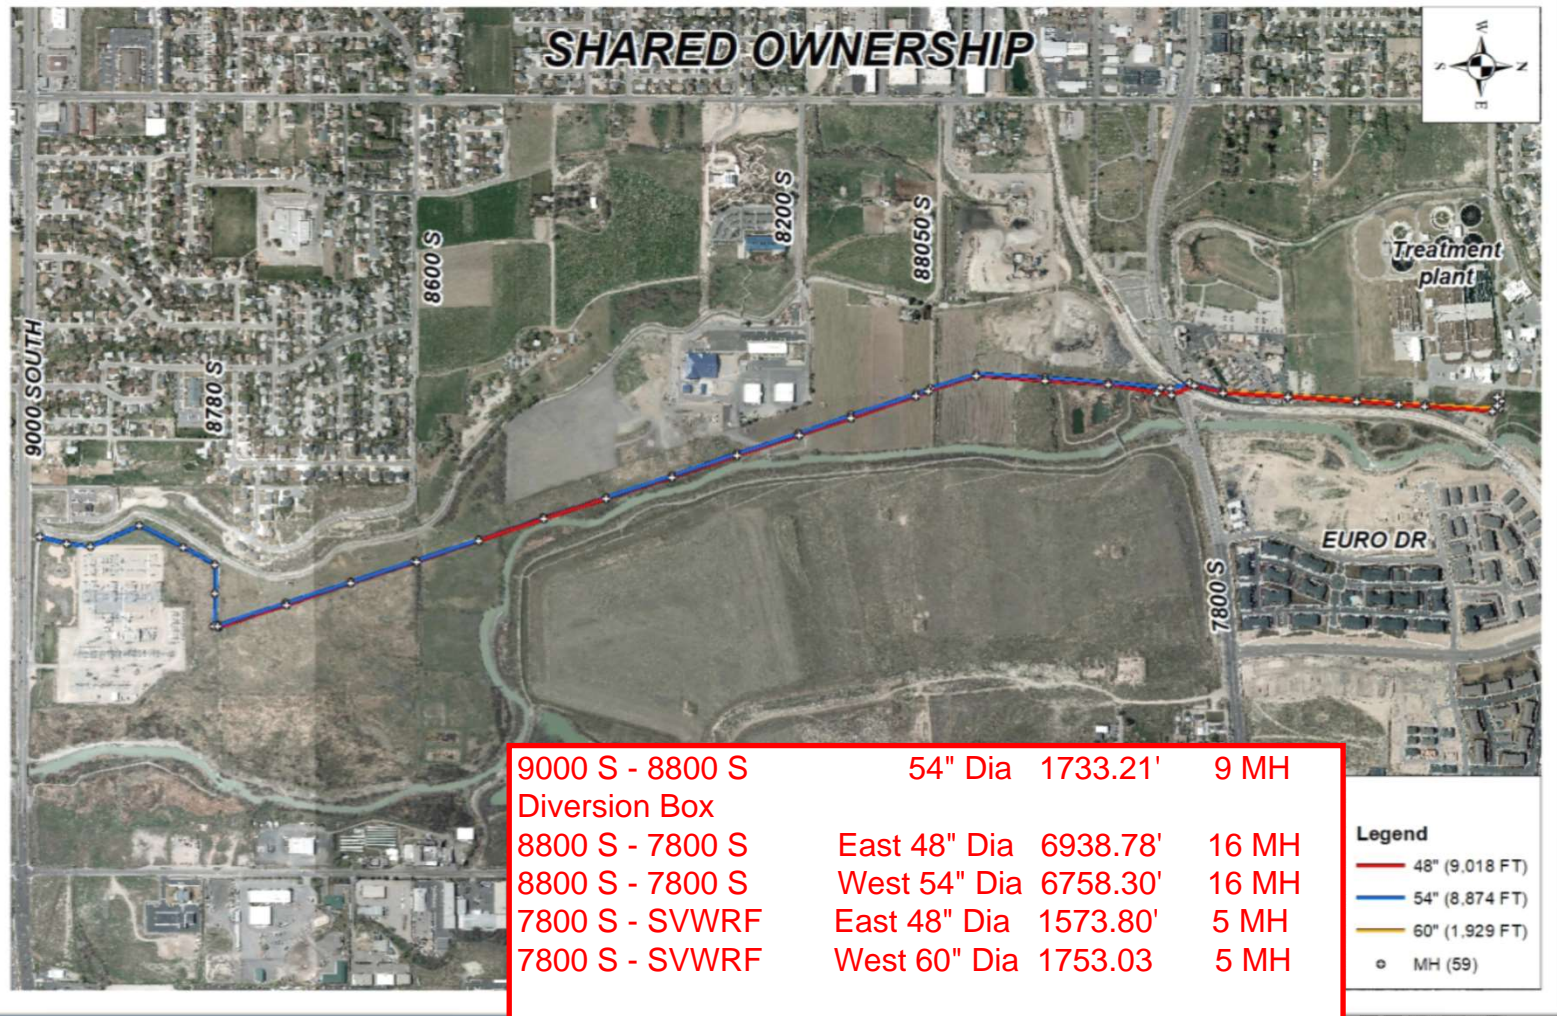 SHARED OWNERSHIP
W
S
N
E
Treatment
plant
8200 S
88050 S
8600 S
9000 SOUTH
8780 S
EURO DR
7800 S
9000 S - 8800 S 54" Dia 1733.21' 9 MH
Diversion Box
8800 S - 7800 S East 48" Dia 6938.78' 16 MH
8800 S - 7800 S West 54" Dia 6758.30' 16 MH
7800 S - SVWRF East 48" Dia 1573.80' 5 MH
7800 S - SVWRF West 60" Dia 1753.03 5 MH
Legend
48" (9,018 FT)
54" (8,874 FT)
60" (1,929 FT)
MH (59)